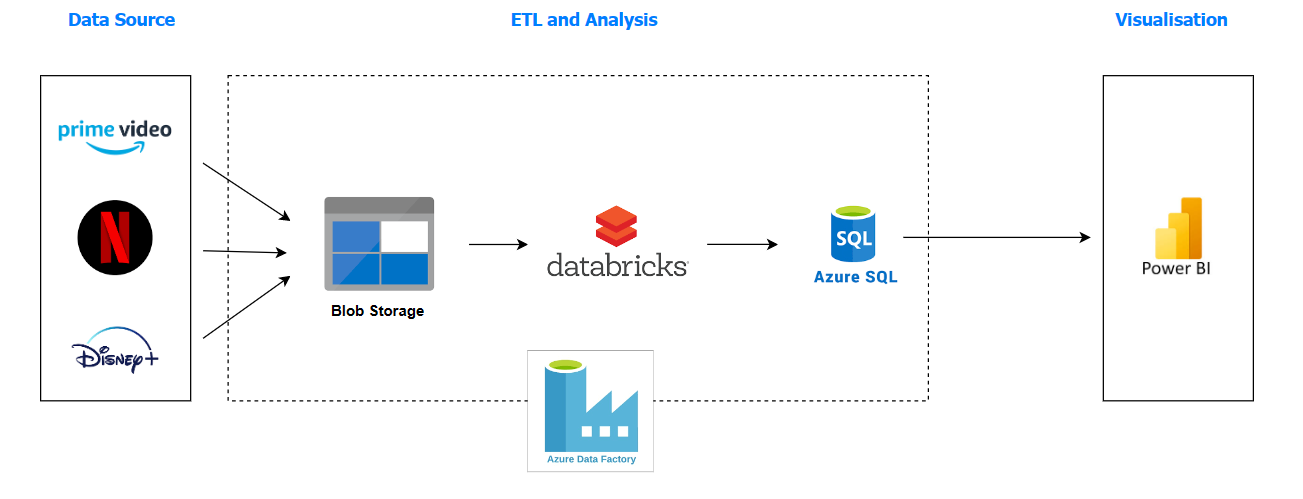 Data Source
ETL and Analysis
Visualisation
prime video
N
Disney+
Blob Storage
databricks
SQL
Azure SQL
Power BI
Azure Data Factory